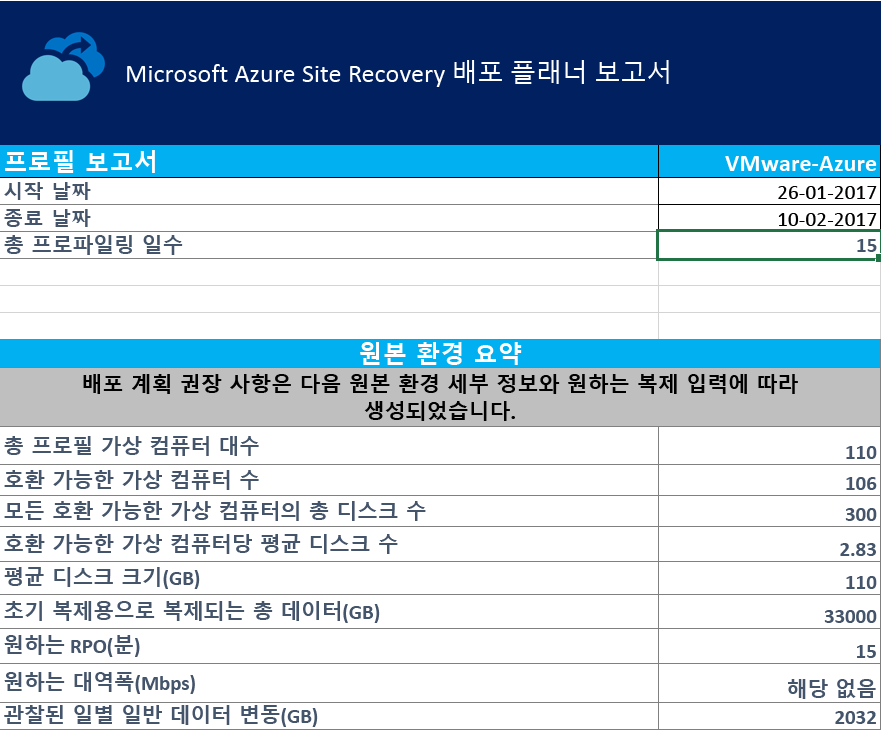 Microsoft Azure Site Recovery 배포 플래너 보고서
프로필 보고서 VMware-Azure
시작 날짜 26-01-2017
종료 날짜 10-02-2017
총 프로파일링 일수 15
원본 환경 요약
배포 계획 권장 사항은 다음 원본 환경 세부 정보와 원하는 복제 입력에 따라
생성되었습니다.
총 프로필 가상 컴퓨터 대수 110
호환 가능한 가상 컴퓨터 수 106
모든 호환 가능한 가상 컴퓨터의 총 디스크 수 300
호환 가능한 가상 컴퓨터당 평균 디스크 수 2.83
평균 디스크 크기(GB) 110
초기 복제용으로 복제되는 총 데이터(GB) 33000
원하는 RPO(분) 15
원하는 대역폭(Mbps) 해당 없음
관찰된 일별 일반 데이터 변동(GB) 2032